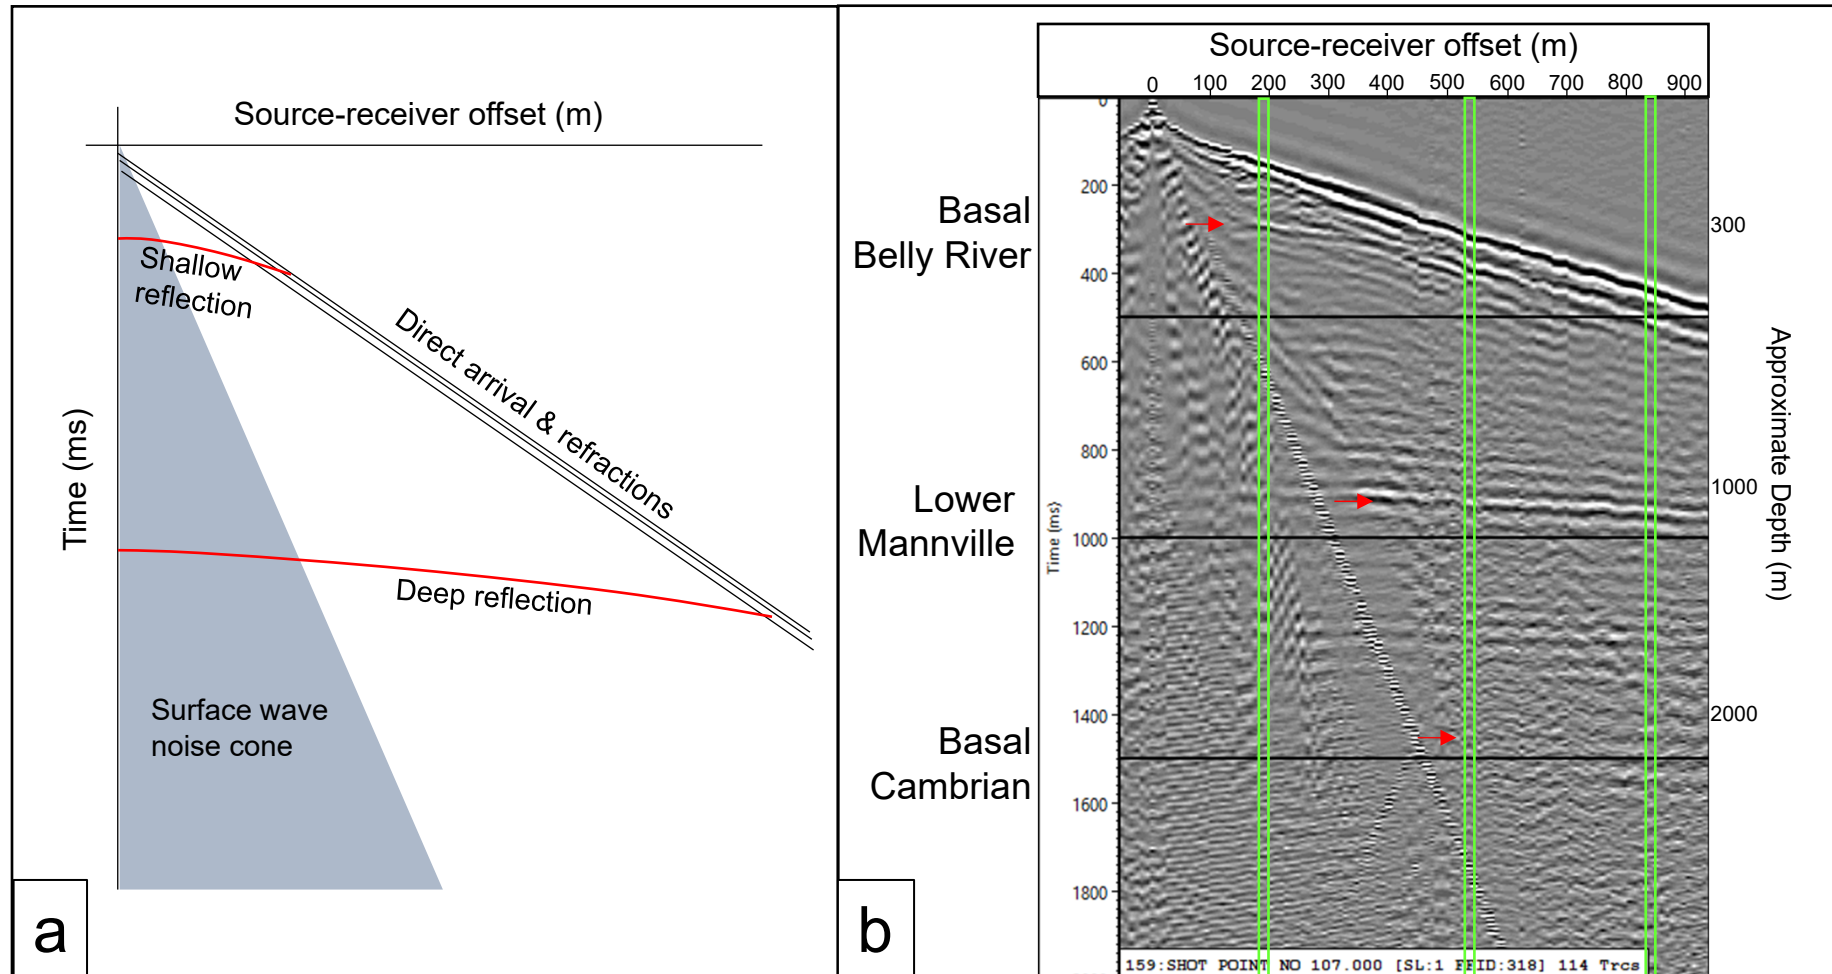 Source-receiver offset (m)
Time (ms)
Shallow
reflection
Direct arrival & refractions
Deep reflection
Surface wave
noise cone
a
Source-receiver offset (m)
0 100 200 300 400 500 600 700 800 900
Basal
Belly River
Lower
Mannville
Basal
Cambrian
Time (ms)
0
200
400
600
800
1000
1200
1400
1600
1800
300
1000
2000
Approximate Depth (m)
159:SHOT POINT NO 107.000 [SL:1 FFID:318] 114 Trcs
b